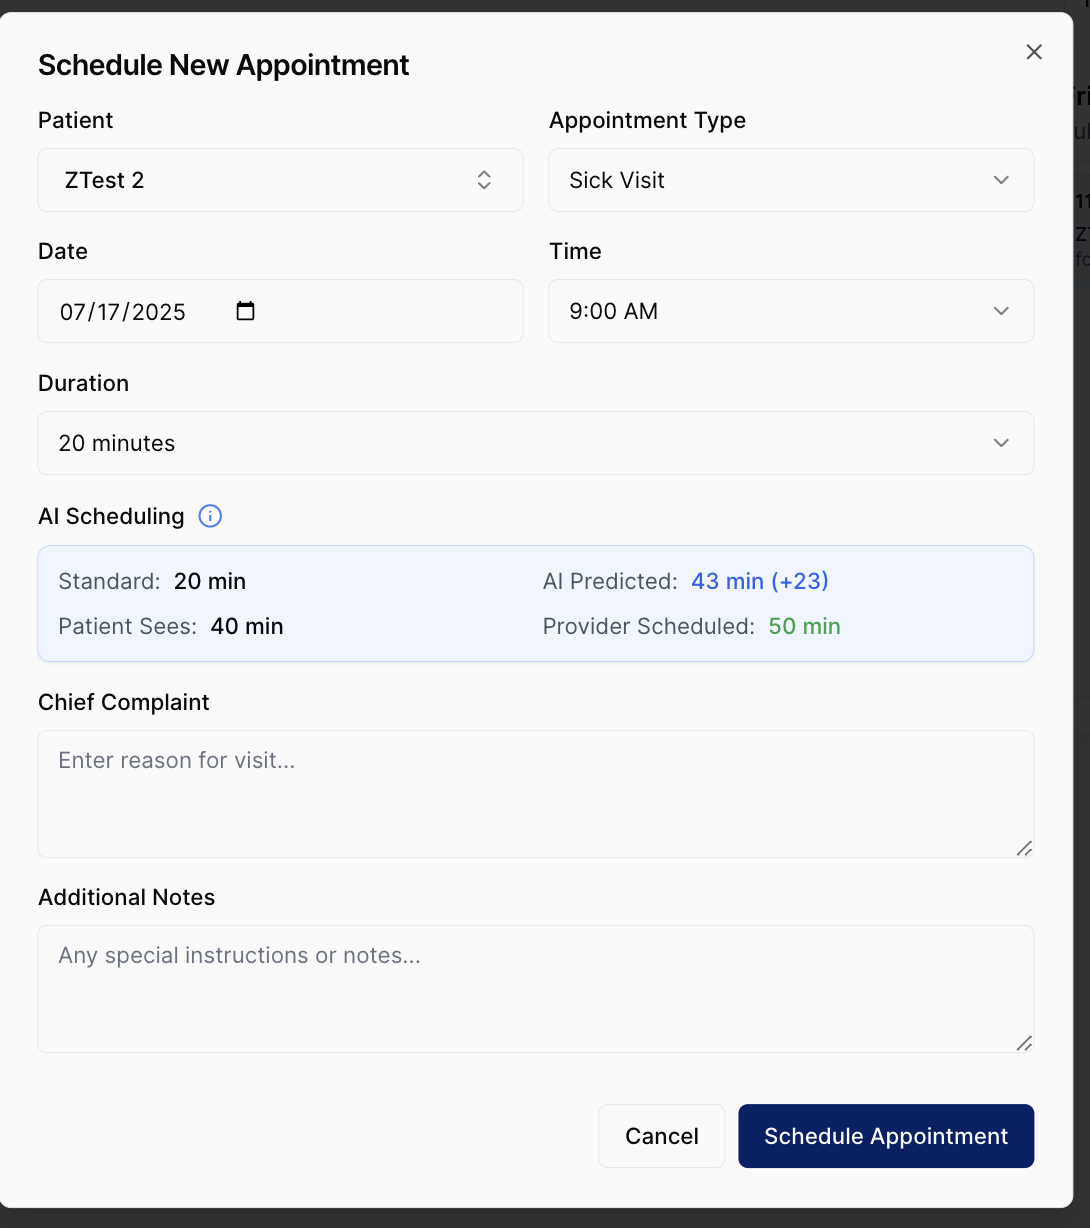 Schedule New Appointment
Patient
Appointment Type
ZTest 2
Sick Visit
Date
Time
07/17/2025
9:00 AM
Duration
20 minutes
AI Scheduling
Standard: 20 min
AI Predicted: 43 min (+23)
Patient Sees: 40 min
Provider Scheduled: 50 min
Chief Complaint
Enter reason for visit...
Additional Notes
Any special instructions or notes...
Cancel
Schedule Appointment